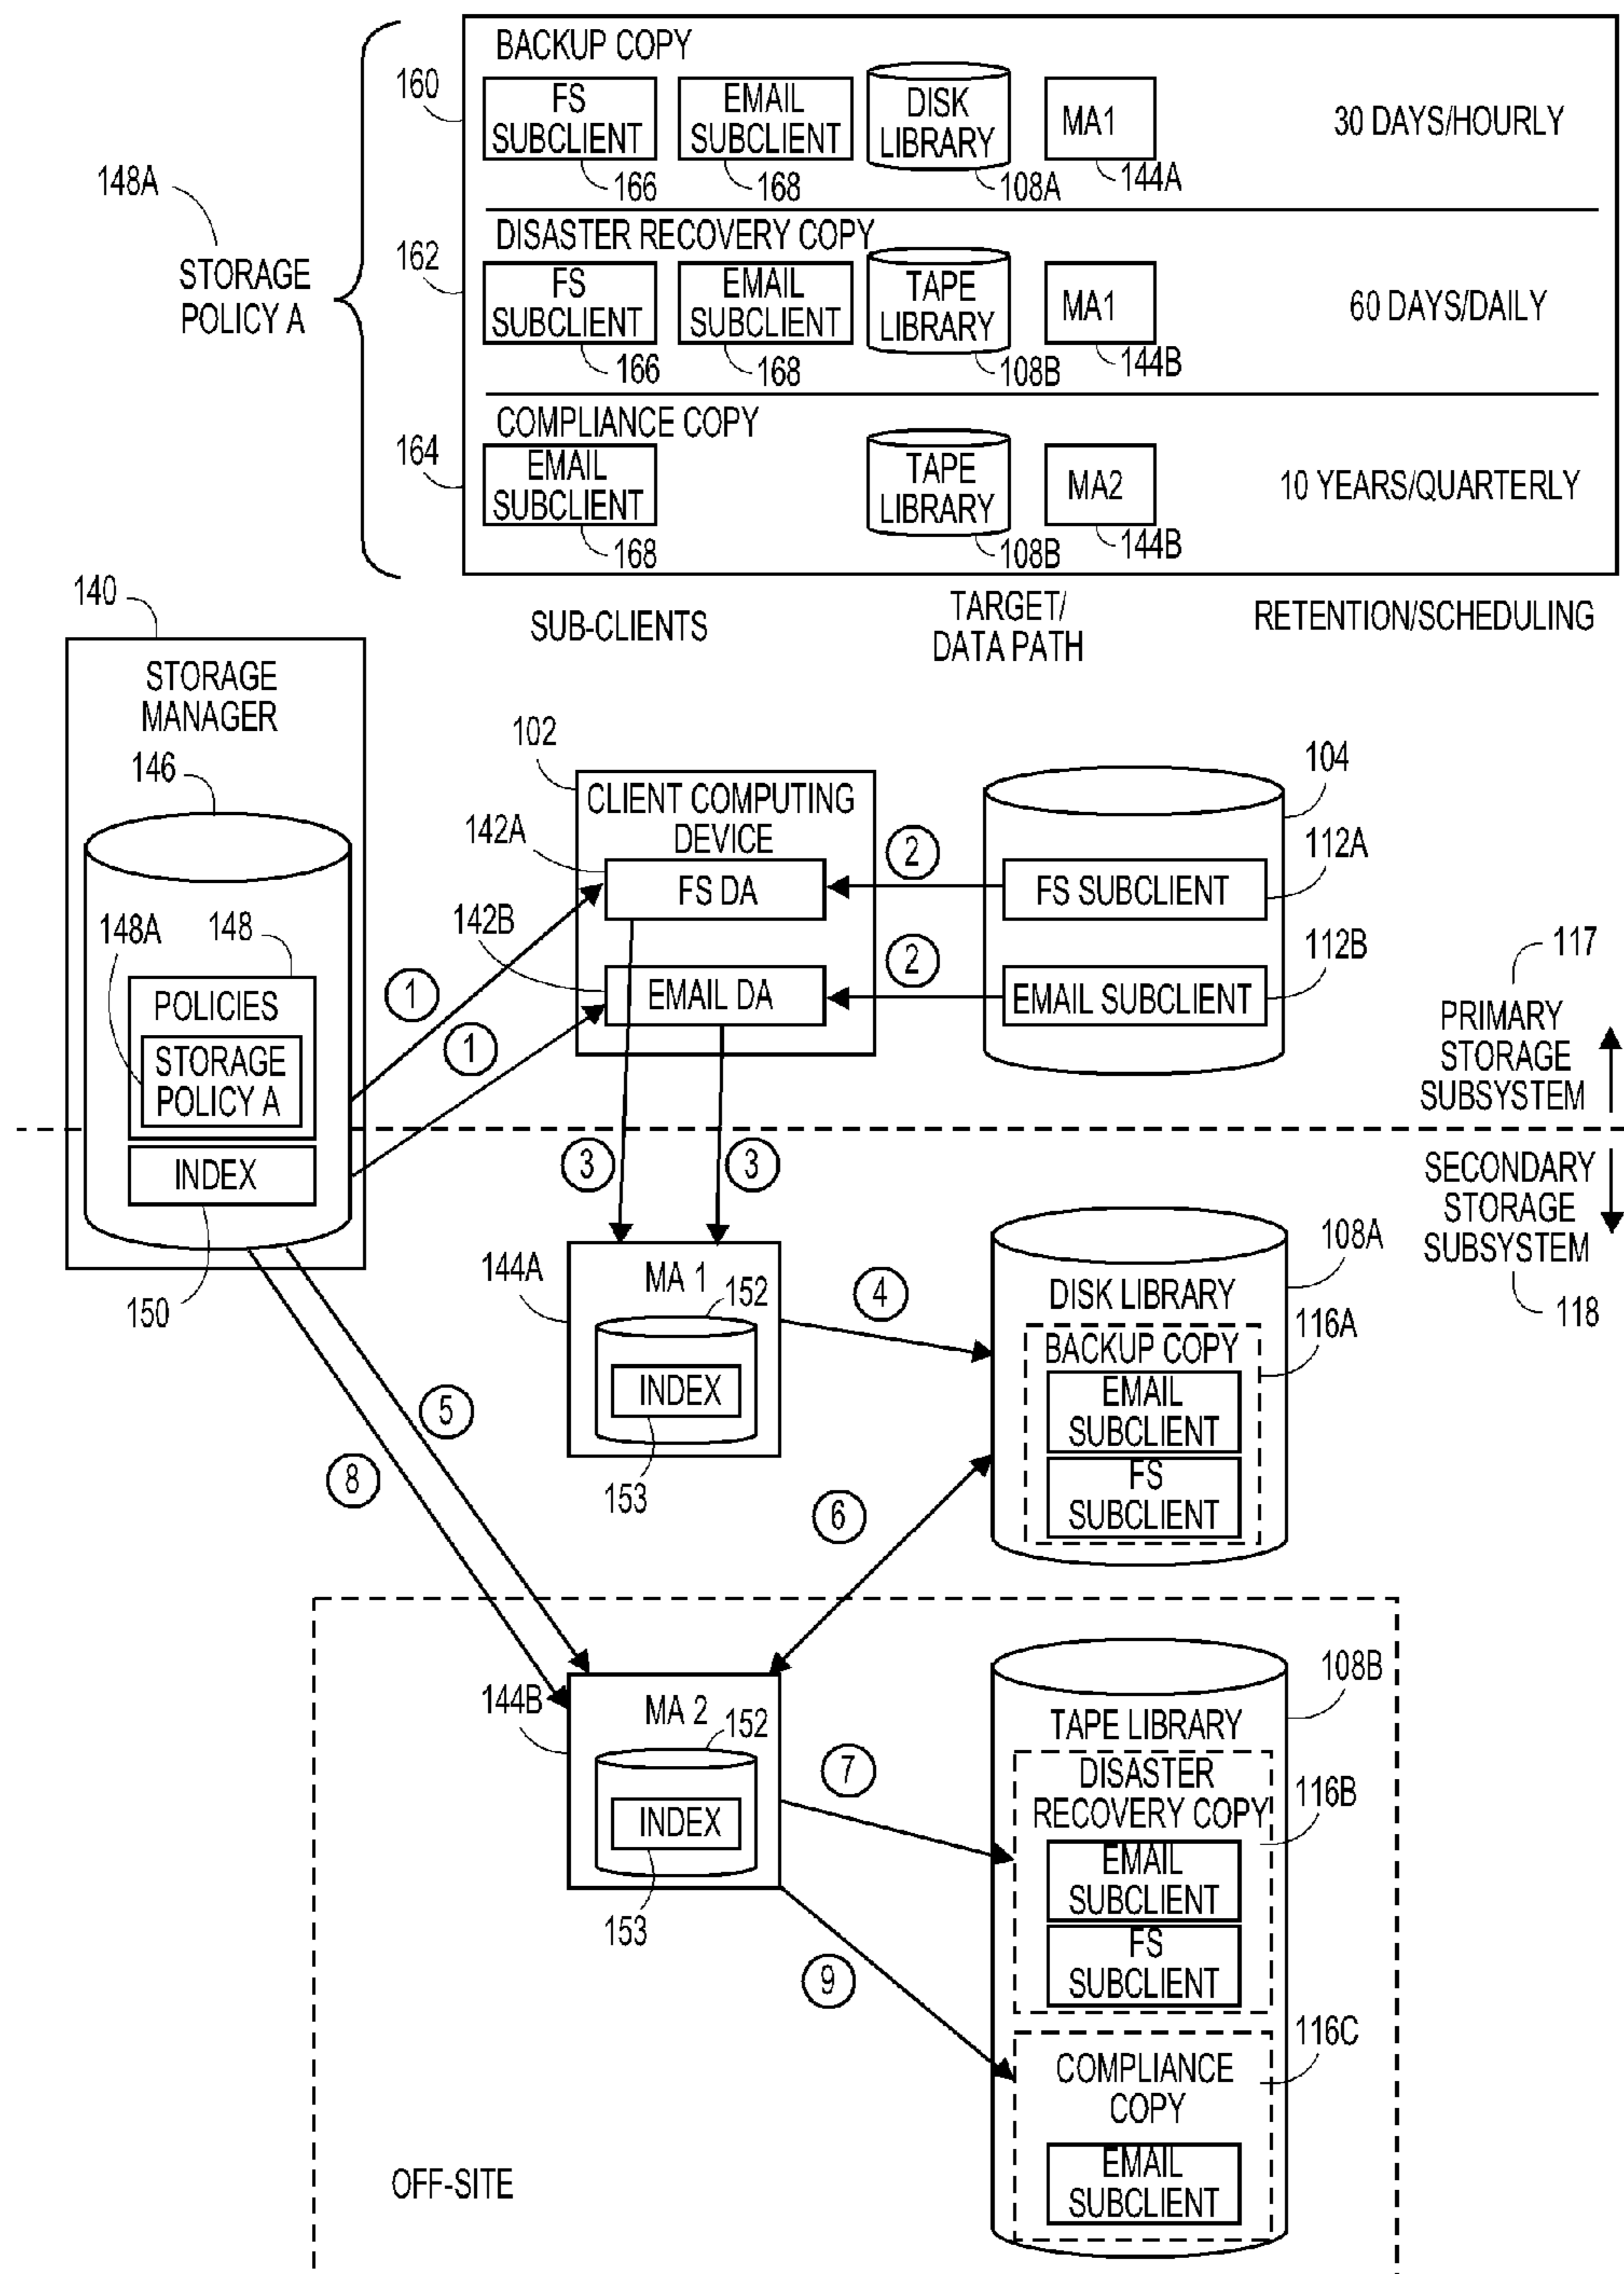 BACKUP COPY
160
FS
SUBCLIENT
166
EMAIL
SUBCLIENT
168
DISK
LIBRARY
108A
MA1
144A
30 DAYS/HOURLY
148A
STORAGE
POLICY A
DISASTER RECOVERY COPY
162
FS
SUBCLIENT
166
EMAIL
SUBCLIENT
168
TAPE
LIBRARY
108B
MA1
144B
60 DAYS/DAILY
COMPLIANCE COPY
164
EMAIL
SUBCLIENT
168
TAPE
LIBRARY
108B
MA2
144B
10 YEARS/QUARTERLY
SUB-CLIENTS
TARGET/
DATA PATH
RETENTION/SCHEDULING
140
STORAGE
MANAGER
146
148A
148
POLICIES
STORAGE
POLICY A
INDEX
150
1
1
102
CLIENT COMPUTING
DEVICE
142A
FS DA
142B
EMAIL DA
2
2
104
FS SUBCLIENT
112A
EMAIL SUBCLIENT
112B
117
PRIMARY
STORAGE
SUBSYSTEM
SECONDARY
STORAGE
SUBSYSTEM
118
3
3
144A
MA 1
152
INDEX
153
4
108A
DISK LIBRARY
116A
BACKUP COPY
EMAIL
SUBCLIENT
FS
SUBCLIENT
5
8
6
144B
MA 2
152
INDEX
153
7
9
108B
TAPE LIBRARY
DISASTER
RECOVERY COPY
116B
EMAIL
SUBCLIENT
FS
SUBCLIENT
116C
COMPLIANCE
COPY
EMAIL
SUBCLIENT
OFF-SITE